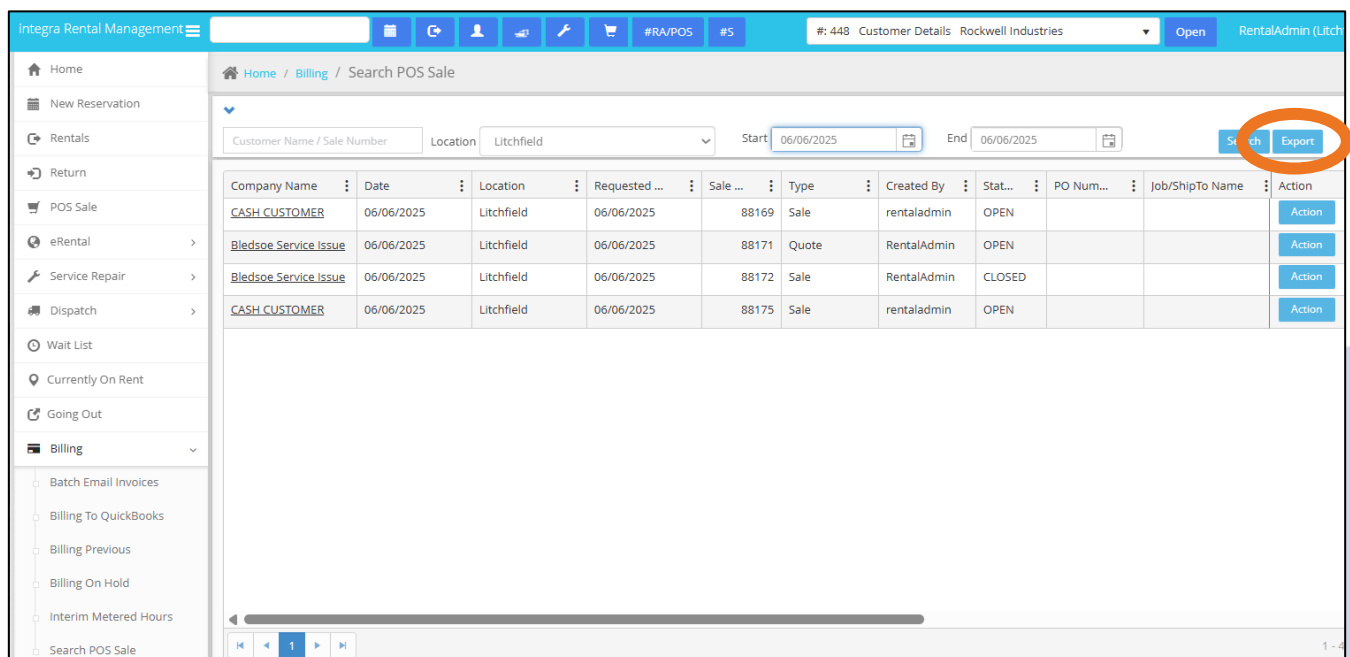 integra Rental Management
#RA/POS
#S
#: 448 Customer Details Rockwell Industries
Open
RentalAdmin (Litch
Home
New Reservation
Rentals
Return
POS Sale
eRental
Service Repair
Dispatch
Wait List
Currently On Rent
Going Out
Billing
Batch Email Invoices
Billing To QuickBooks
Billing Previous
Billing On Hold
Interim Metered Hours
Search POS Sale
Home / Billing / Search POS Sale
Customer Name / Sale Number Location Litchfield Start 06/06/2025 End 06/06/2025 Export
Company Name Date Location Requested ... Sale ... Type Created By Stat... PO Num... Job/ShipTo Name Action
CASH CUSTOMER 06/06/2025 Litchfield 06/06/2025 88169 Sale rentaladmin OPEN Action
Bledsoe Service Issue 06/06/2025 Litchfield 06/06/2025 88171 Quote RentalAdmin OPEN Action
Bledsoe Service Issue 06/06/2025 Litchfield 06/06/2025 88172 Sale RentalAdmin CLOSED Action
CASH CUSTOMER 06/06/2025 Litchfield 06/06/2025 88175 Sale rentaladmin OPEN Action
1
1 - 4